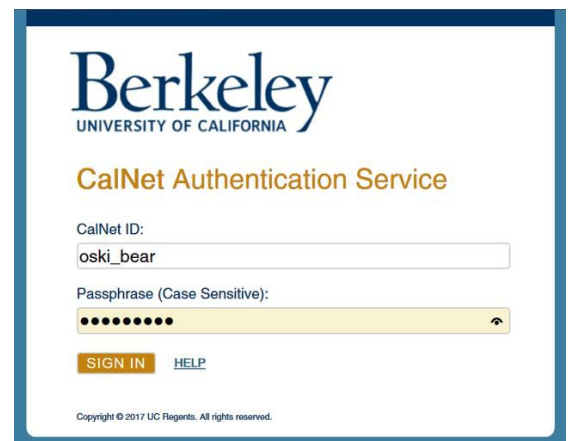 Berkeley
UNIVERSITY OF CALIFORNIA
CalNet Authentication Service
CalNet ID:
oski_bear
Passphrase (Case Sensitive):
●●●●●●●●●
SIGN IN HELP
Copyright © 2017 UC Regents. All rights reserved.